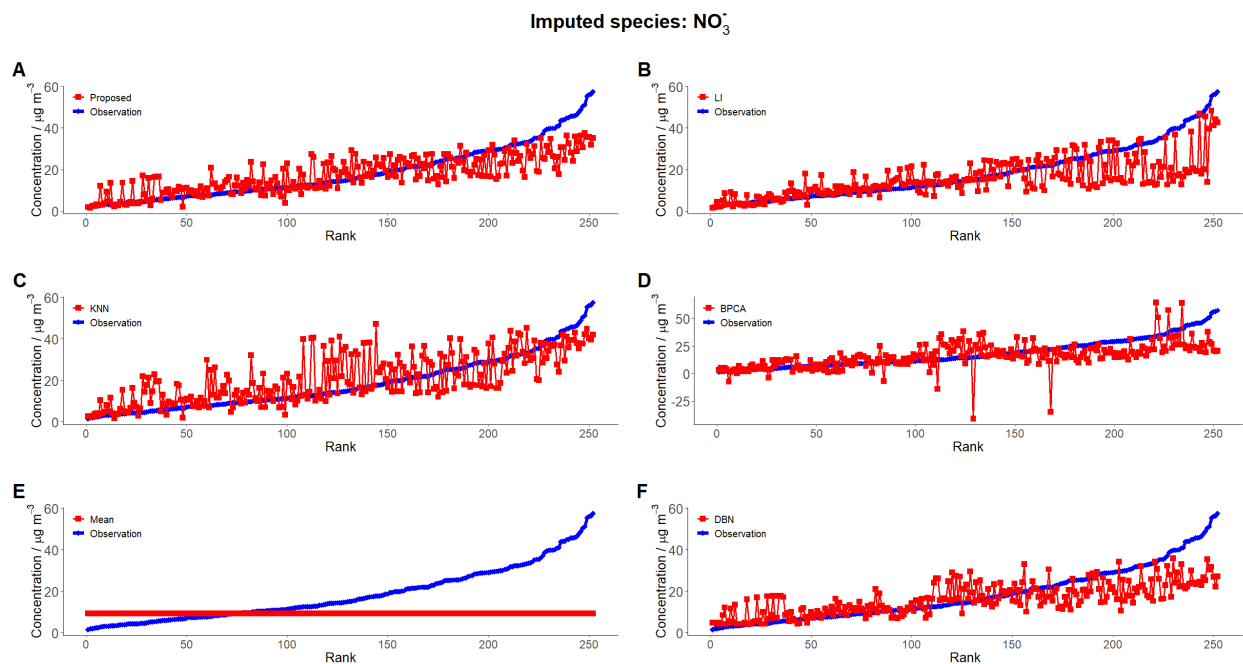 Imputed species: NO₃⁻
A
Concentration / μg m⁻³
60
40
20
0
Proposed
Observation
0 50 100 150 200 250
Rank
B
Concentration / μg m⁻³
60
40
20
0
LI
Observation
0 50 100 150 200 250
Rank
C
Concentration / μg m⁻³
60
40
20
0
KNN
Observation
0 50 100 150 200 250
Rank
D
Concentration / μg m⁻³
50
25
0
-25
BPCA
Observation
0 50 100 150 200 250
Rank
E
Concentration / μg m⁻³
60
40
20
0
Mean
Observation
0 50 100 150 200 250
Rank
F
Concentration / μg m⁻³
60
40
20
0
DBN
Observation
0 50 100 150 200 250
Rank